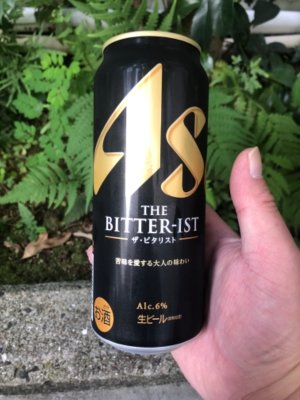 As
THE
BITTER-IST
ザ・ビタリスト
苦味を愛する大人の味わい
Alc.6%
お酒
生ビール